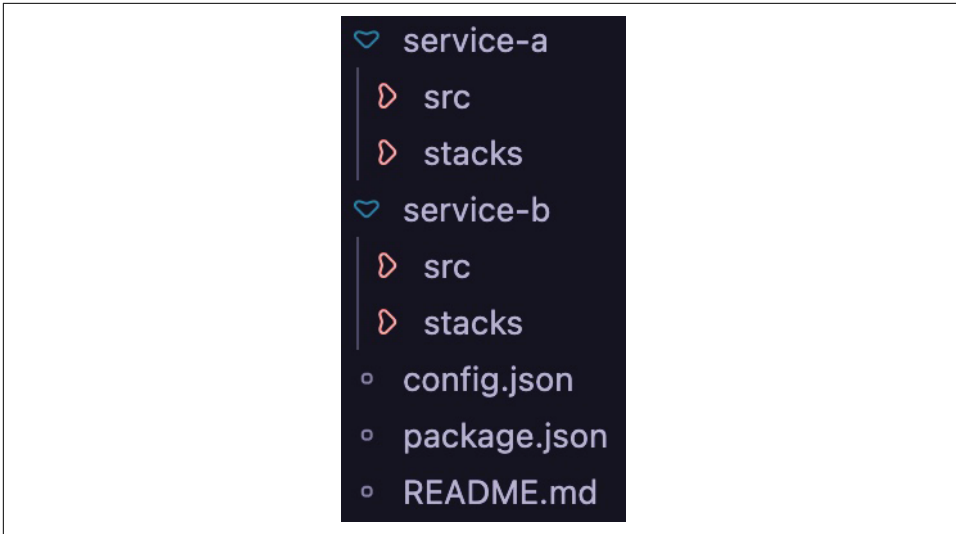 service-a
src
stacks
service-b
src
stacks
config.json
package.json
README.md